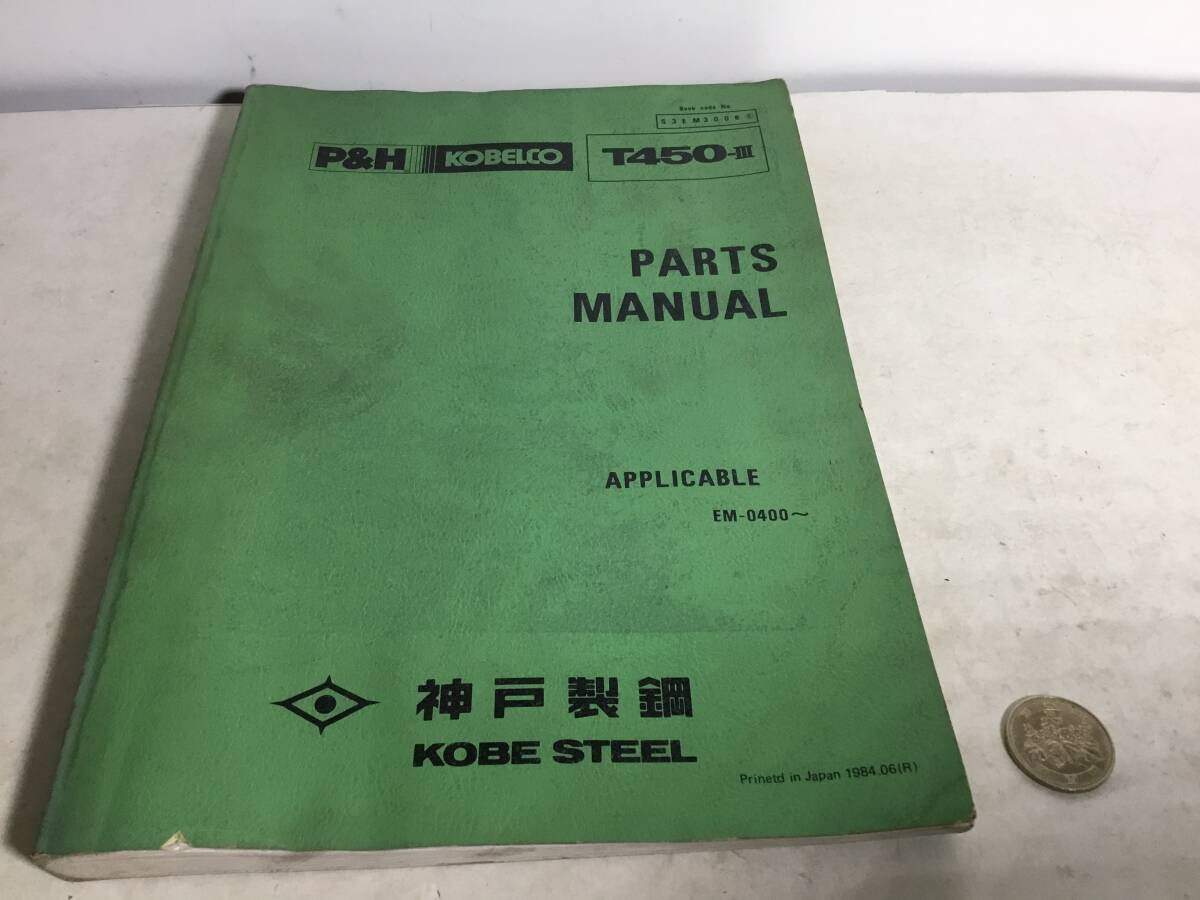 Book code No.
P&H KOBELCO T450-III
PARTS
MANUAL
APPLICABLE
EM-0400～
神戸製鋼
KOBE STEEL
Prinetd in Japan 1984.06(R)